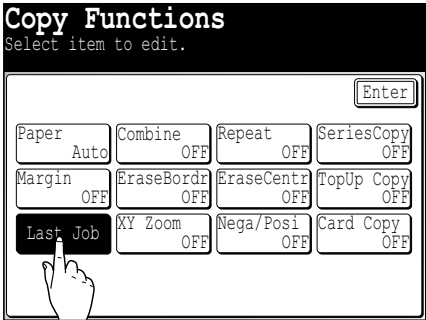 Copy Functions
Select item to edit.
Enter
Paper Combine Repeat SeriesCopy
Auto OFF OFF OFF
Margin EraseBordr EraseCentr TopUp Copy
OFF OFF OFF OFF
Last Job XY Zoom Nega/Posi Card Copy
OFF OFF OFF